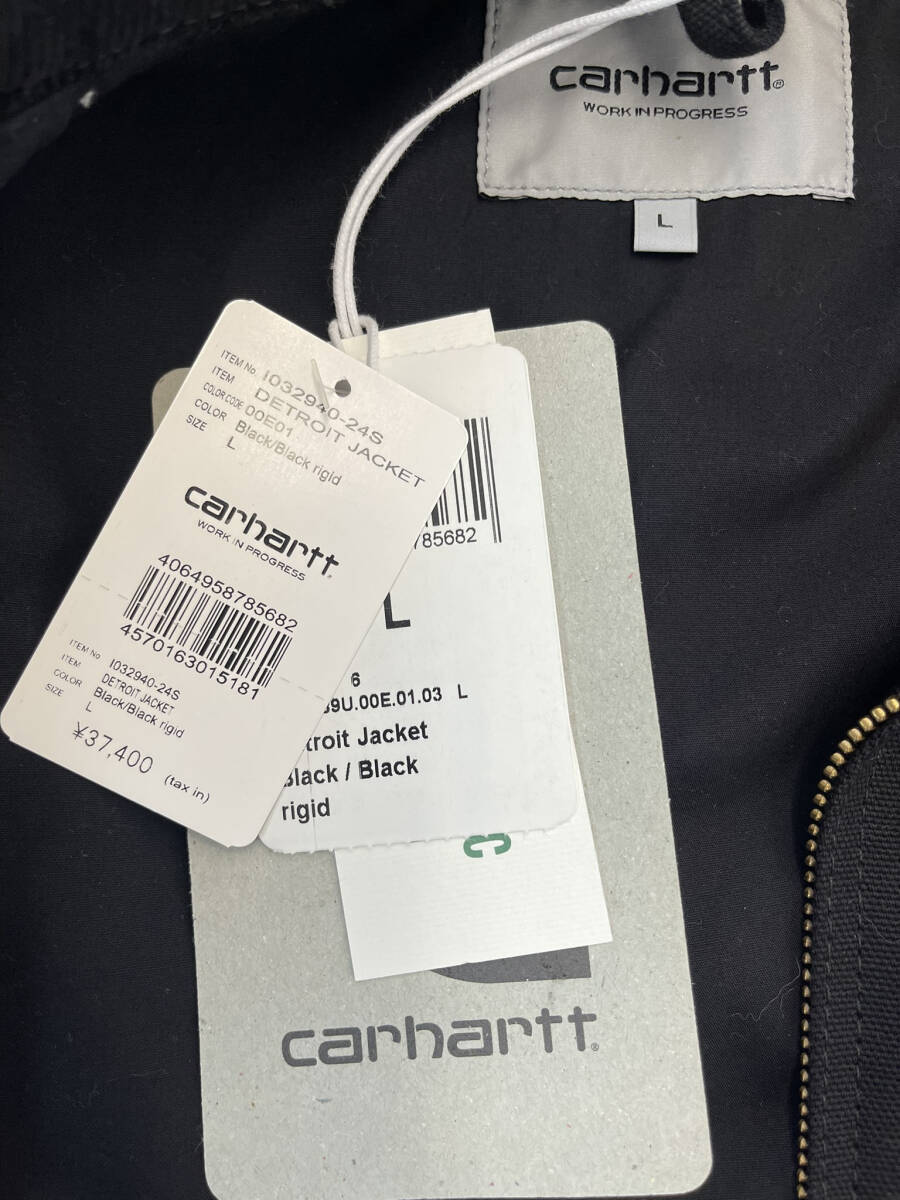 carhartt®
WORK IN PROGRESS
L
ITEM No. I032940-24S
ITEM DETROIT JACKET
COLOR CODE 00E01
COLOR Black/Black rigid
SIZE L
carhartt®
WORK IN PROGRESS
4064958785682
4570163015181
ITEM No I032940-24S
ITEM DETROIT JACKET
COLOR Black/Black rigid
SIZE L
¥37,400 (tax in)
785682
L
6
9U.00E.01.03 L
troit Jacket
Black / Black
rigid
carhartt®